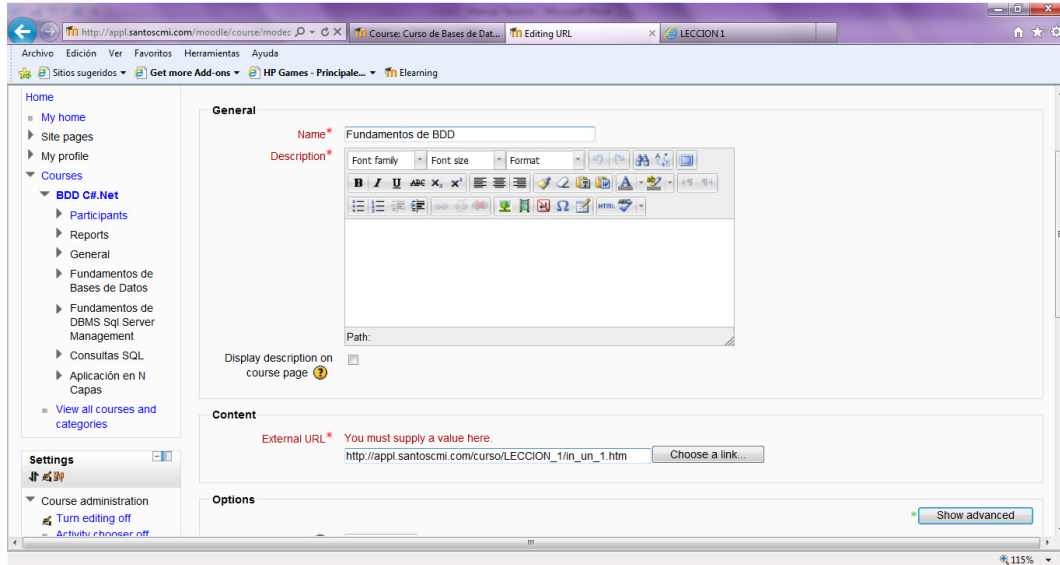 http://appl.santoscmi.com/moodle/course/modec
Course: Curso de Bases de Dat...
Editing URL
LECCION 1
Archivo Edición Ver Favoritos Herramientas Ayuda
Sitios sugeridos Get more Add-ons HP Games - Principale... Elearning
Home
My home
Site pages
My profile
Courses
BDD C#.Net
Participants
Reports
General
Fundamentos de
Bases de Datos
Fundamentos de
DBMS Sql Server
Management
Consultas SQL
Aplicación en N
Capas
View all courses and
categories
Settings
Course administration
Turn editing off
Activity chooser off
General
Name* Fundamentos de BDD
Description*
Font family Font size Format
B I U ABC X₂ X² A ab
Ω HTML ABC
Path:
Display description on
course page ?
Content
External URL* You must supply a value here.
http://appl.santoscmi.com/curso/LECCION_1/in_un_1.htm Choose a link...
Options
* Show advanced
115%